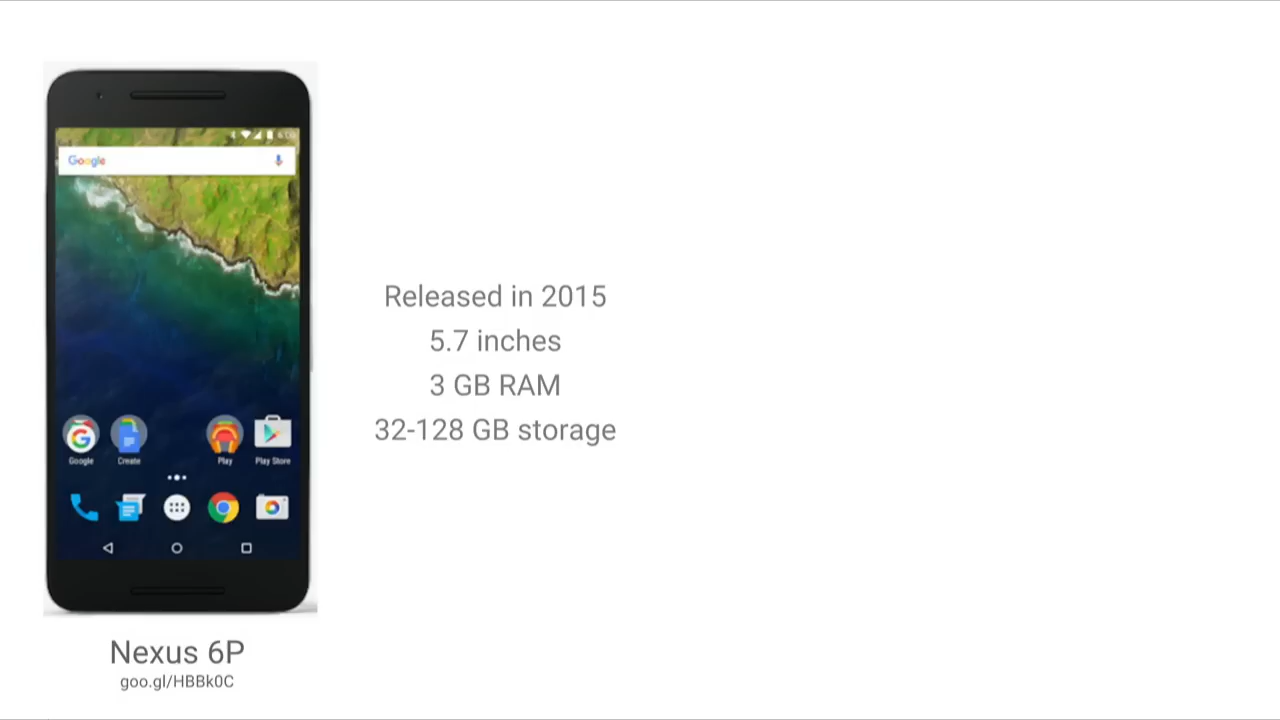 Google
Google
Create
Play
Play Store
Released in 2015
5.7 inches
3 GB RAM
32-128 GB storage
Nexus 6P
goo.gl/HBBk0C